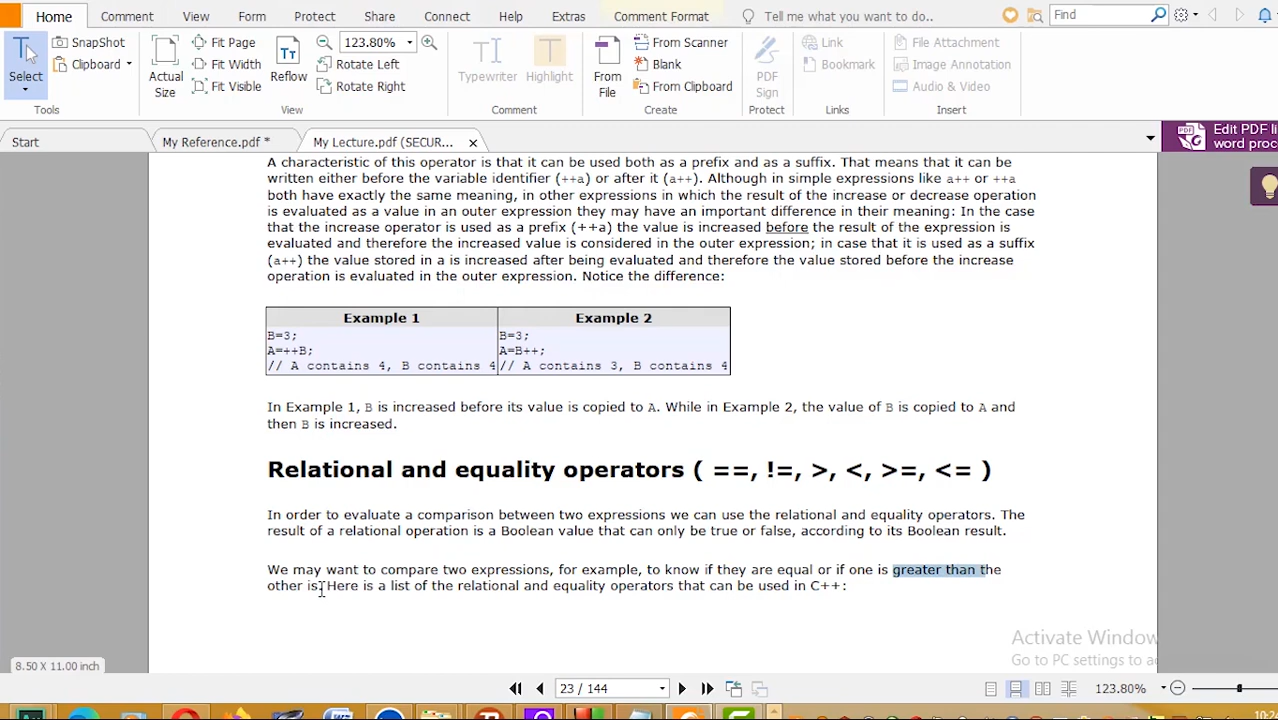 Home Comment View Form Protect Share Connect Help Extras Comment Format Tell me what you want to do.. Find
Select
SnapShot
Clipboard
Tools
Actual Size
Fit Page
Fit Width
Fit Visible
Reflow
123.80%
Rotate Left
Rotate Right
View
Typewriter
Highlight
Comment
From File
From Scanner
Blank
From Clipboard
Create
PDF Sign
Protect
Link
Bookmark
Links
File Attachment
Image Annotation
Audio & Video
Insert
Start My Reference.pdf * My Lecture.pdf (SECUR... ×
Edit PDF li
word proc
A characteristic of this operator is that it can be used both as a prefix and as a suffix. That means that it can be
written either before the variable identifier (++a) or after it (a++). Although in simple expressions like a++ or ++a
both have exactly the same meaning, in other expressions in which the result of the increase or decrease operation
is evaluated as a value in an outer expression they may have an important difference in their meaning: In the case
that the increase operator is used as a prefix (++a) the value is increased before the result of the expression is
evaluated and therefore the increased value is considered in the outer expression; in case that it is used as a suffix
(a++) the value stored in a is increased after being evaluated and therefore the value stored before the increase
operation is evaluated in the outer expression. Notice the difference:
Example 1 Example 2
B=3; B=3;
A=++B; A=B++;
// A contains 4, B contains 4 // A contains 3, B contains 4
In Example 1, B is increased before its value is copied to A. While in Example 2, the value of B is copied to A and
then B is increased.
Relational and equality operators ( ==, !=, >, <, >=, <= )
In order to evaluate a comparison between two expressions we can use the relational and equality operators. The
result of a relational operation is a Boolean value that can only be true or false, according to its Boolean result.
We may want to compare two expressions, for example, to know if they are equal or if one is greater than the
other is. Here is a list of the relational and equality operators that can be used in C++:
Activate Window
Go to PC settings to a
8.50 X 11.00 inch
23 / 144
123.80%